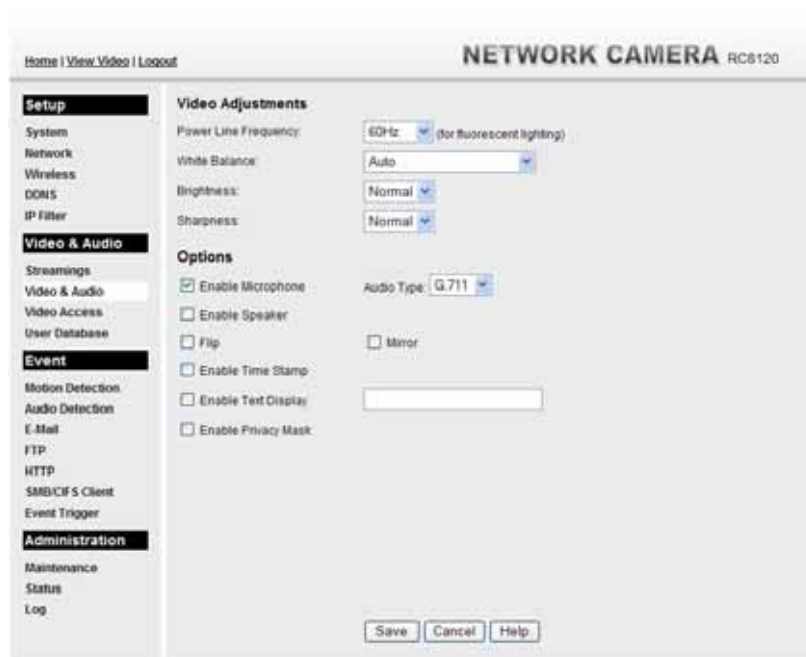 Home | View Video | Logout
NETWORK CAMERA RC8120
Setup
System
Network
Wireless
DDNS
IP Filter
Video & Audio
Streamings
Video & Audio
Video Access
User Database
Event
Motion Detection
Audio Detection
E-Mail
FTP
HTTP
SMB/CIFS Client
Event Trigger
Administration
Maintenance
Status
Log
Video Adjustments
Power Line Frequency: 60Hz (for fluorescent lighting)
White Balance: Auto
Brightness: Normal
Sharpness: Normal
Options
Enable Microphone Audio Type: G.711
Enable Speaker
Flip Mirror
Enable Time Stamp
Enable Text Display
Enable Privacy Mask
Save Cancel Help